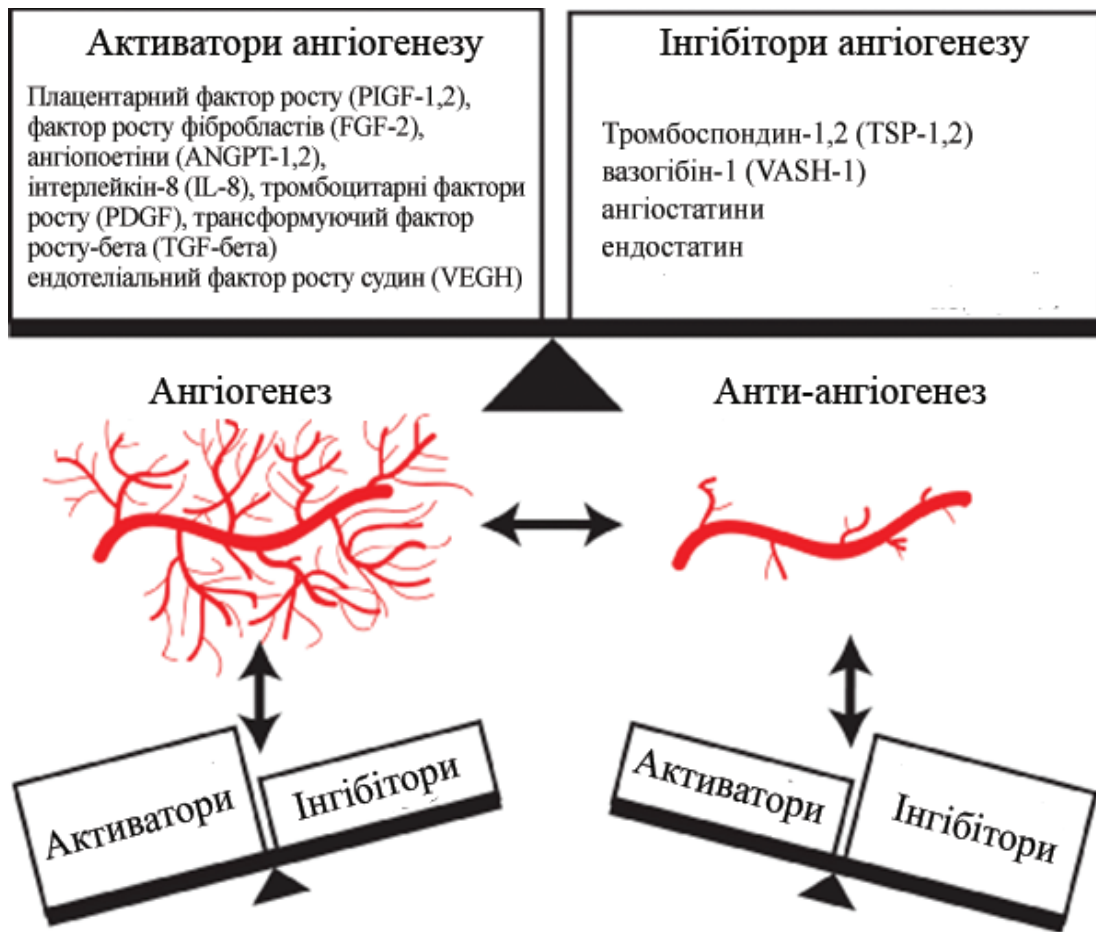 Активатори ангіогенезу
Плацентарний фактор росту (PIGF-1,2),
фактор росту фібробластів (FGF-2),
ангіопоетіни (ANGPT-1,2),
інтерлейкін-8 (IL-8), тромбоцитарні фактори
росту (PDGF), трансформуючий фактор
росту-бета (TGF-бета)
ендотеліальний фактор росту судин (VEGH)
Інгібітори ангіогенезу
Тромбоспондин-1,2 (TSP-1,2)
вазогібін-1 (VASH-1)
ангіостатини
ендостатин
Ангіогенез
Анти-ангіогенез
Активатори
Інгібітори
Активатори
Інгібітори